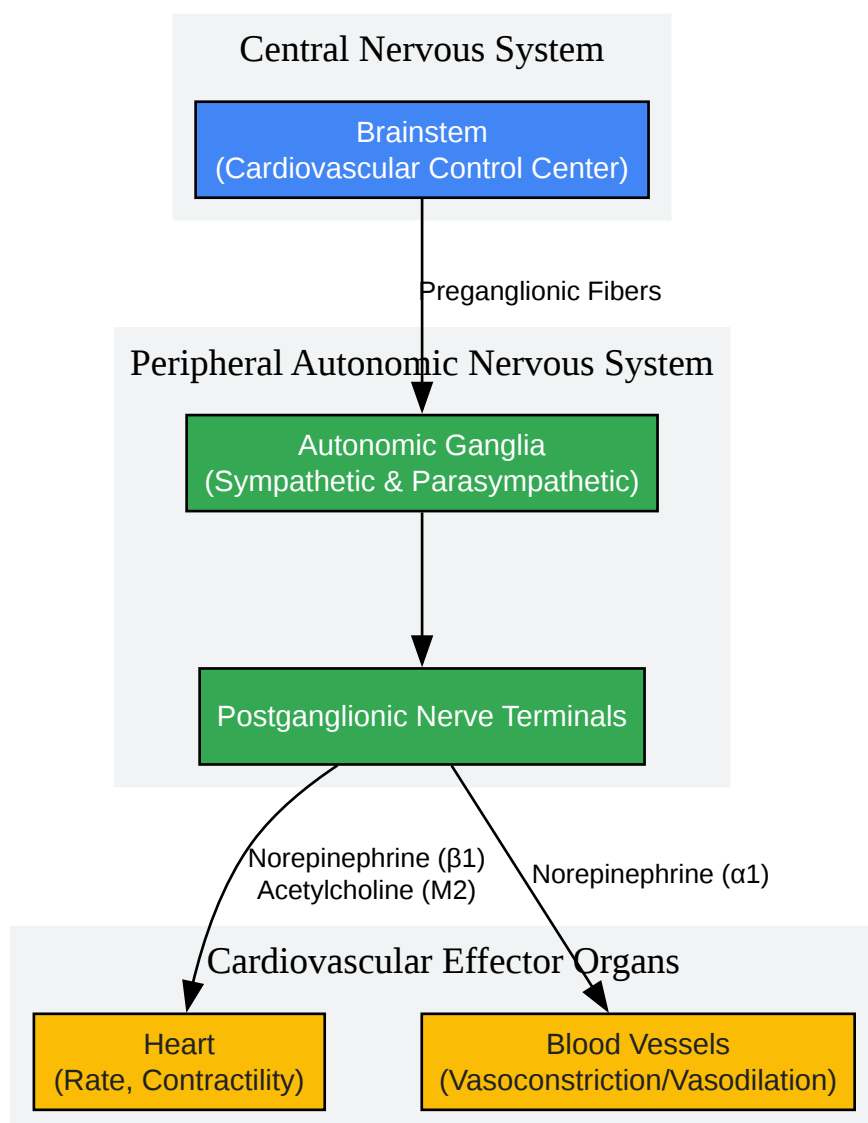 Central Nervous System
Brainstem
(Cardiovascular Control Center)
Preganglionic Fibers
Peripheral Autonomic Nervous System
Autonomic Ganglia
(Sympathetic & Parasympathetic)
Postganglionic Nerve Terminals
Norepinephrine (β1)
Acetylcholine (M2)
Norepinephrine (α1)
Cardiovascular Effector Organs
Heart
(Rate, Contractility)
Blood Vessels
(Vasoconstriction/Vasodilation)